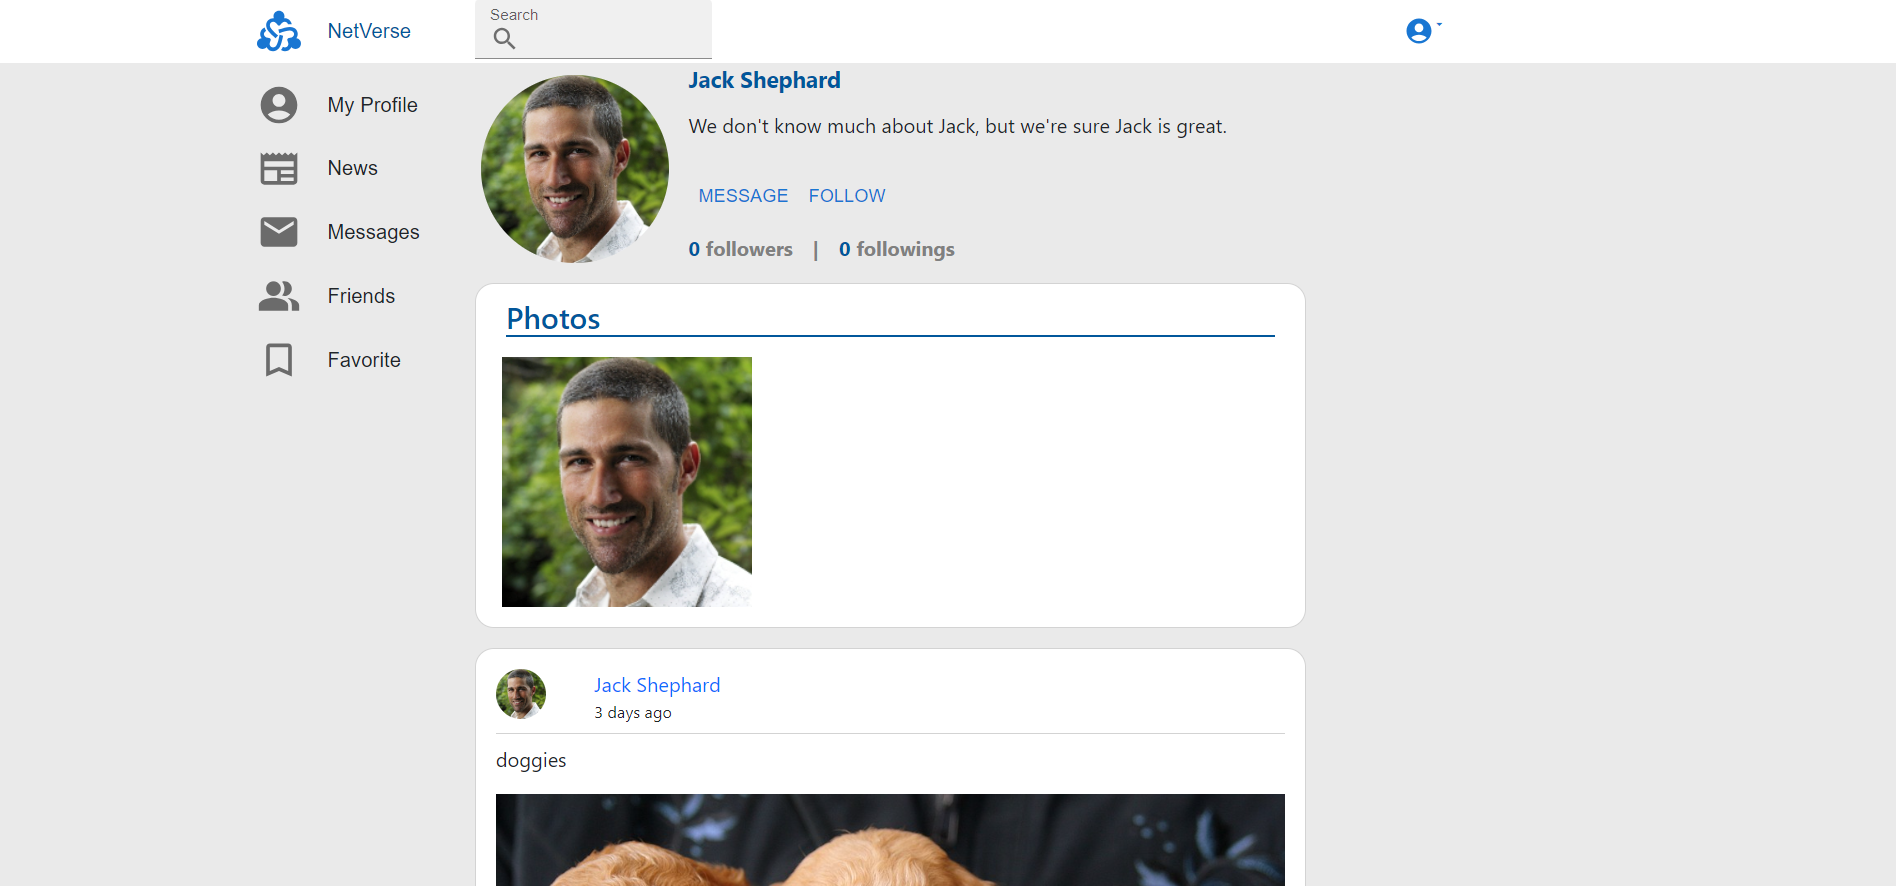 NetVerse
Search
My Profile
News
Messages
Friends
Favorite
Jack Shephard
We don't know much about Jack, but we're sure Jack is great.
MESSAGE FOLLOW
0 followers | 0 followings
Photos
Jack Shephard
3 days ago
doggies